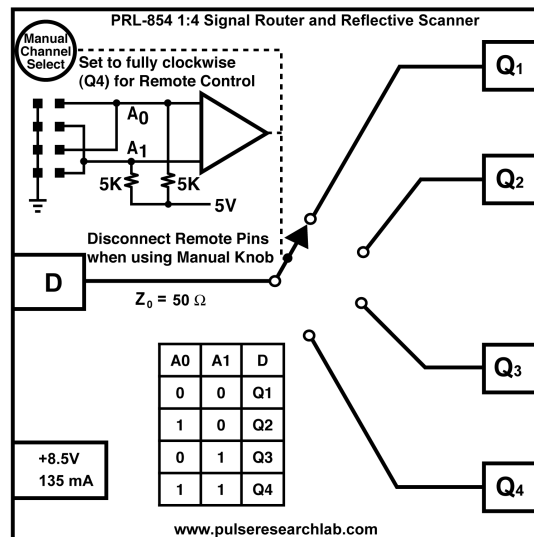 PRL-854 1:4 Signal Router and Reflective Scanner
Manual
Channel
Select
Set to fully clockwise
(Q4) for Remote Control
A0
A1
5K
5K
5V
Disconnect Remote Pins
when using Manual Knob
D
Z0 = 50 Ω
Q1
Q2
Q3
Q4
A0 A1 D
0 0 Q1
1 0 Q2
0 1 Q3
1 1 Q4
+8.5V
135 mA
www.pulseresearchlab.com